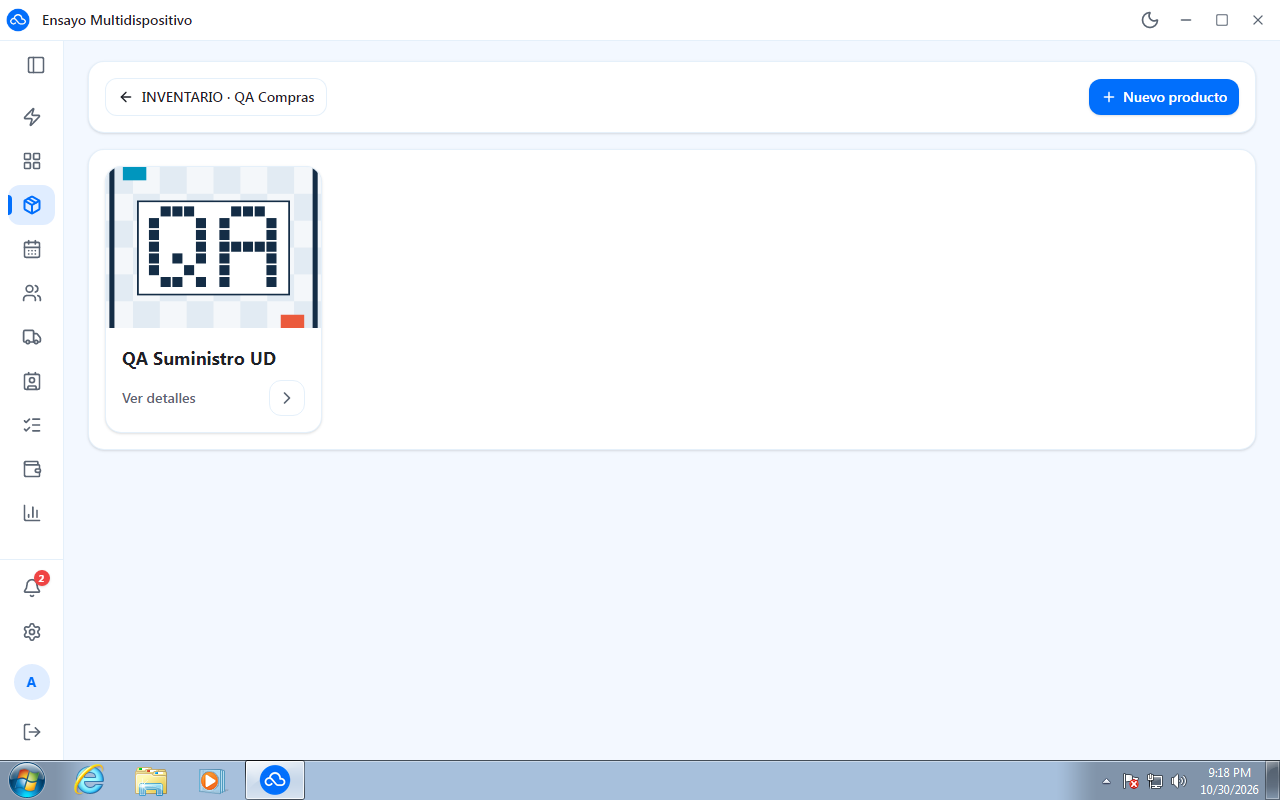 Ensayo Multidispositivo
INVENTARIO · QA Compras
+ Nuevo producto
QA
QA Suministro UD
Ver detalles
2
A
9:18 PM
10/30/2026